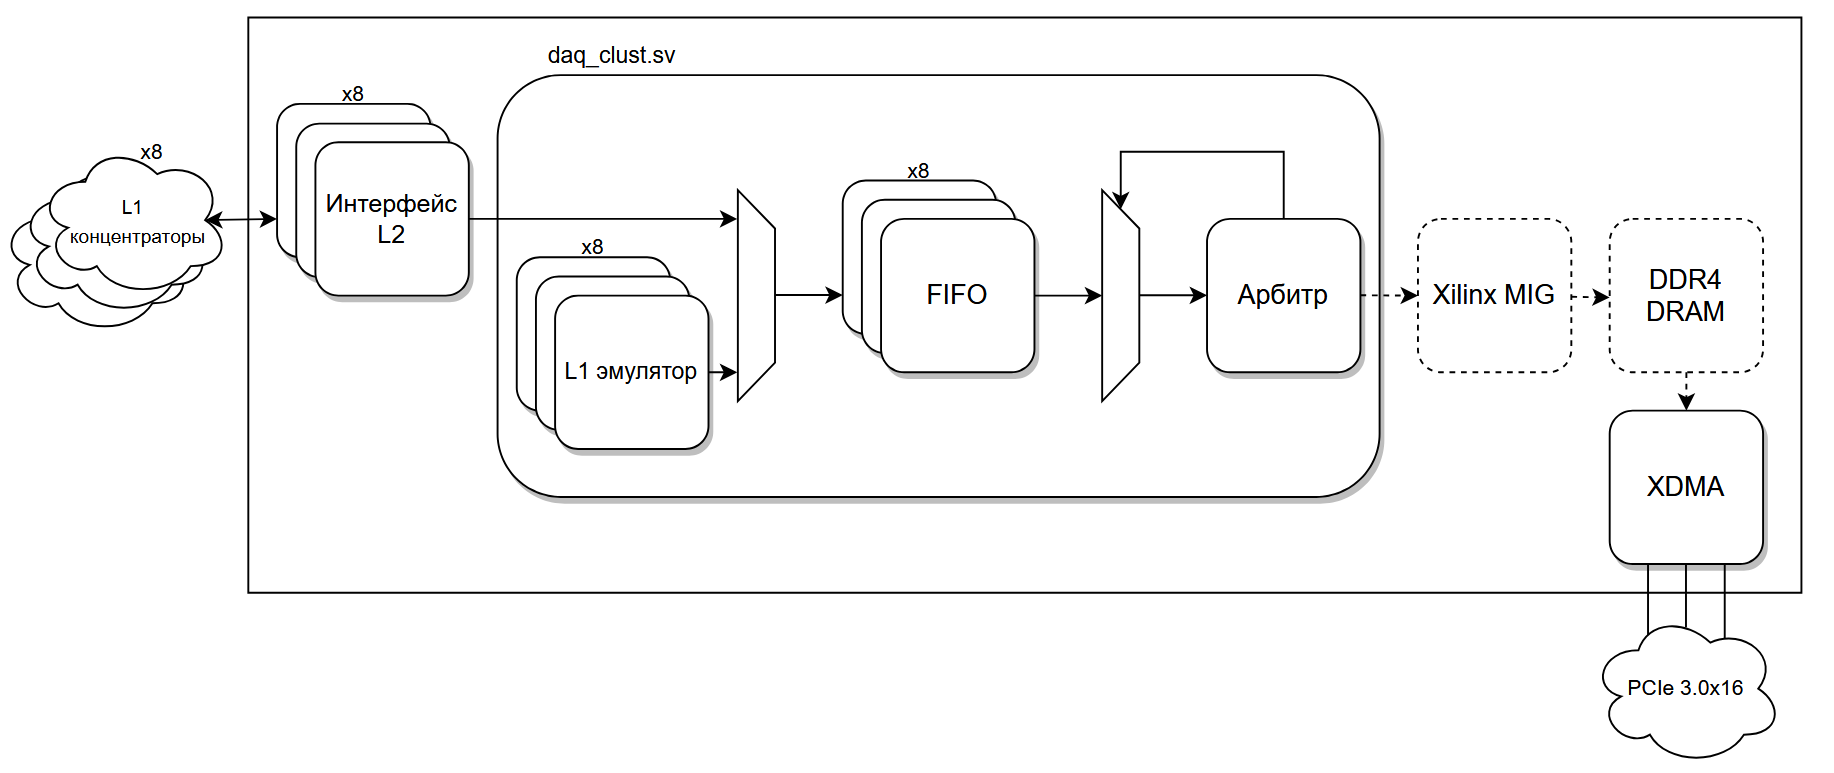 daq_clust.sv
x8
x8
L1
концентраторы
Интерфейс
L2
x8
L1 эмулятор
x8
FIFO
Арбитр
Xilinx MIG
DDR4
DRAM
XDMA
PCIe 3.0x16